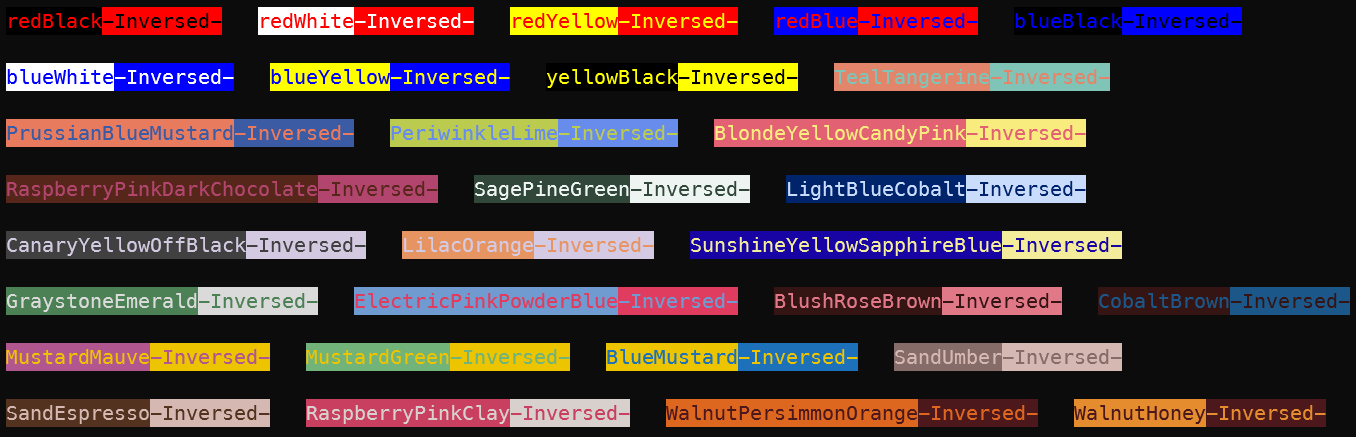 redBlack-Inversed- redWhite-Inversed- redYellow-Inversed- redBlue-Inversed- blueBlack-Inversed-
blueWhite-Inversed- blueYellow-Inversed- yellowBlack-Inversed- TealTangerine-Inversed-
PrussianBlueMustard-Inversed- PeriwinkleLime-Inversed- BlondeYellowCandyPink-Inversed-
RaspberryPinkDarkChocolate-Inversed- SagePineGreen-Inversed- LightBlueCobalt-Inversed-
CanaryYellowOffBlack-Inversed- LilacOrange-Inversed- SunshineYellowSapphireBlue-Inversed-
GraystoneEmerald-Inversed- ElectricPinkPowderBlue-Inversed- BlushRoseBrown-Inversed- CobaltBrown-Inversed-
MustardMauve-Inversed- MustardGreen-Inversed- BlueMustard-Inversed- SandUmber-Inversed-
SandEspresso-Inversed- RaspberryPinkClay-Inversed- WalnutPersimmonOrange-Inversed- WalnutHoney-Inversed-